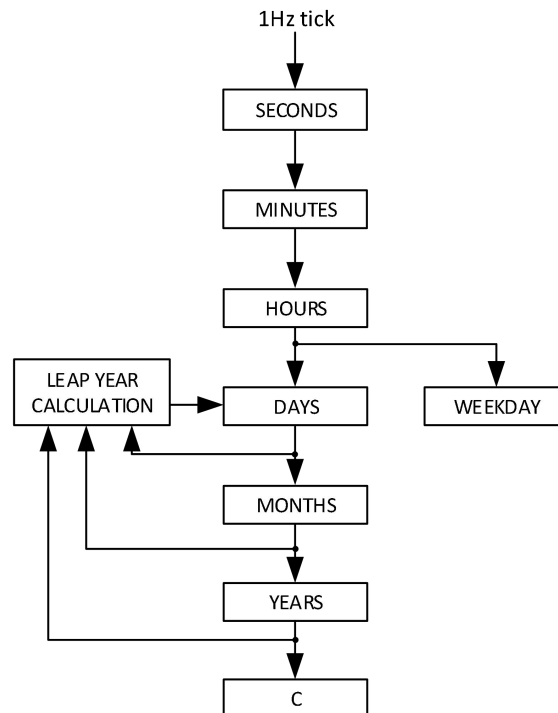 1Hz tick
SECONDS
MINUTES
HOURS
LEAP YEAR
CALCULATION
DAYS
WEEKDAY
MONTHS
YEARS
C